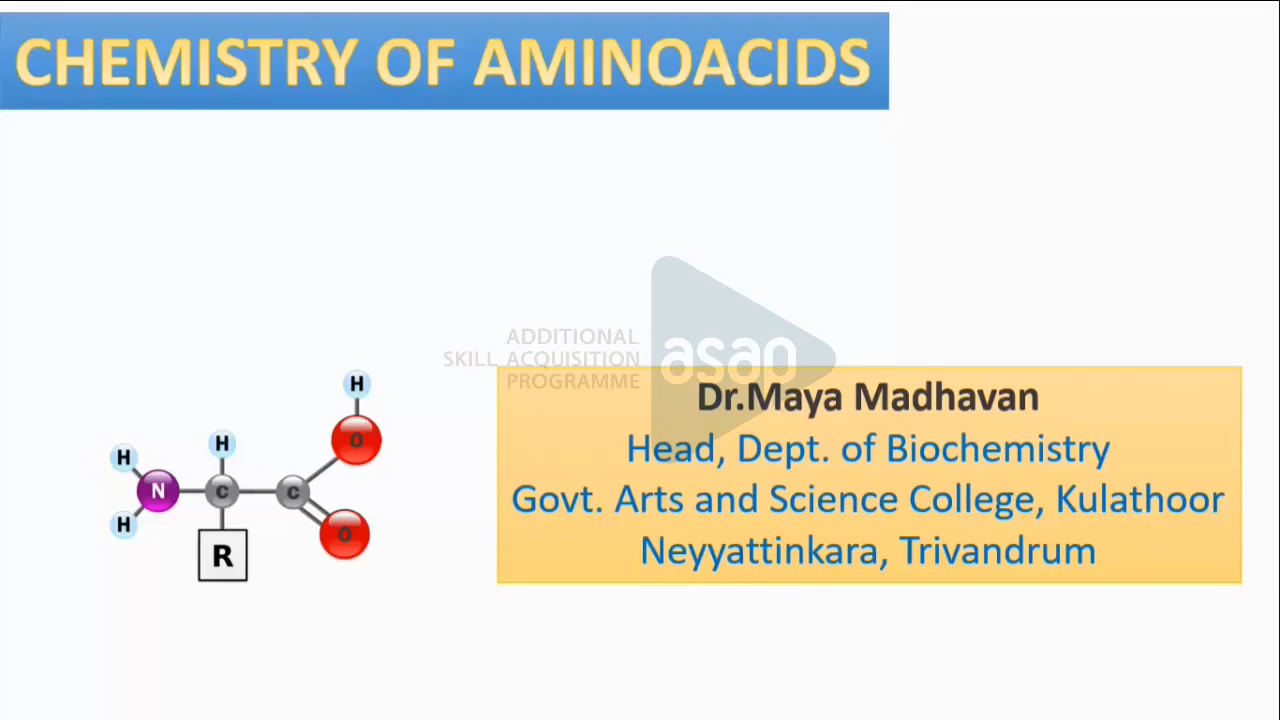 CHEMISTRY OF AMINOACIDS
ADDITIONAL
SKILL ACQUISITION
PROGRAMME
asap
Dr.Maya Madhavan
Head, Dept. of Biochemistry
Govt. Arts and Science College, Kulathoor
Neyyattinkara, Trivandrum
H
O
H
H
N
C
C
H
O
R